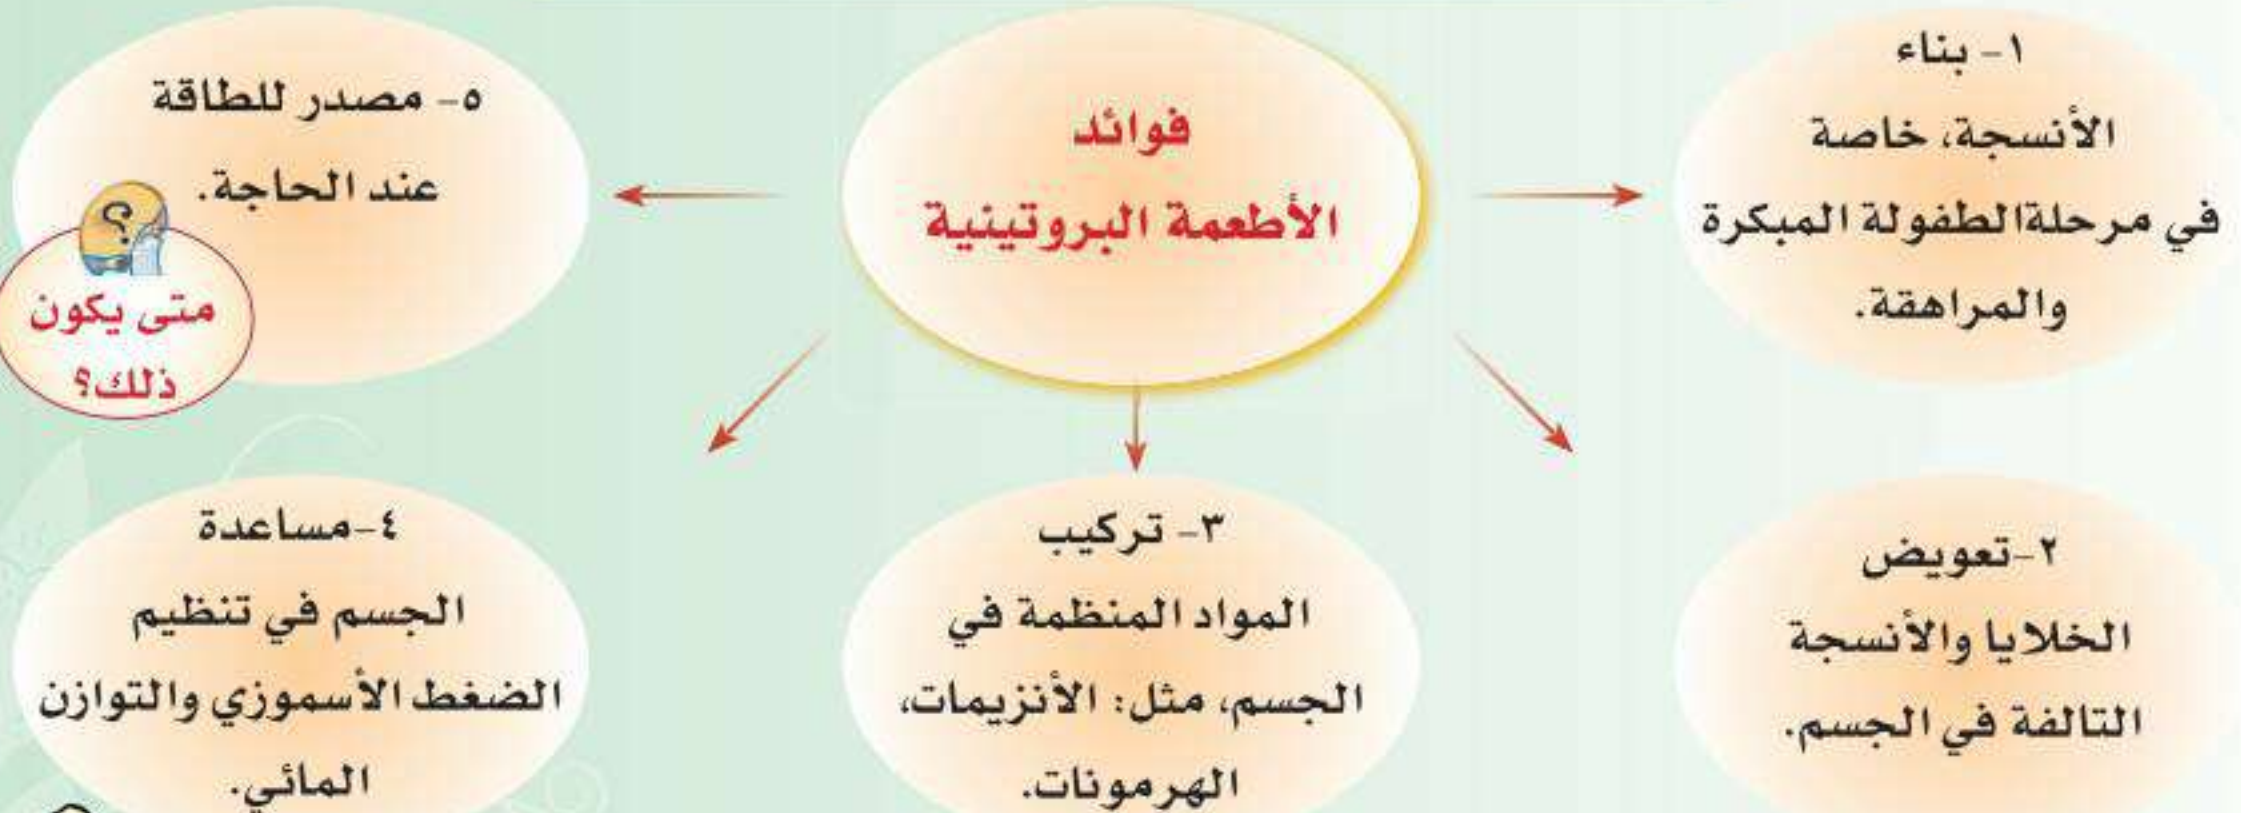 فوائد
الأطعمة البروتينية
١- بناء
الأنسجة، خاصة
في مرحلةالطفولة المبكرة
والمراهقة.
٢-تعويض
الخلايا والأنسجة
التالفة في الجسم.
٣- تركيب
المواد المنظمة في
الجسم، مثل: الأنزيمات،
الهرمونات.
٤-مساعدة
الجسم في تنظيم
الضغط الأسموزي والتوازن
المائي.
٥- مصدر للطاقة
عند الحاجة.
؟
متى يكون
ذلك؟